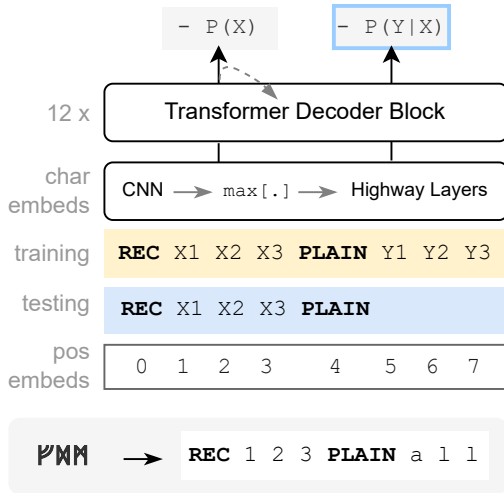 - P(X) - P(Y|X)
12 x Transformer Decoder Block
char embeds CNN max[.] Highway Layers
training REC X1 X2 X3 PLAIN Y1 Y2 Y3
testing REC X1 X2 X3 PLAIN
pos embeds 0 1 2 3 4 5 6 7
REC 1 2 3 PLAIN a l l